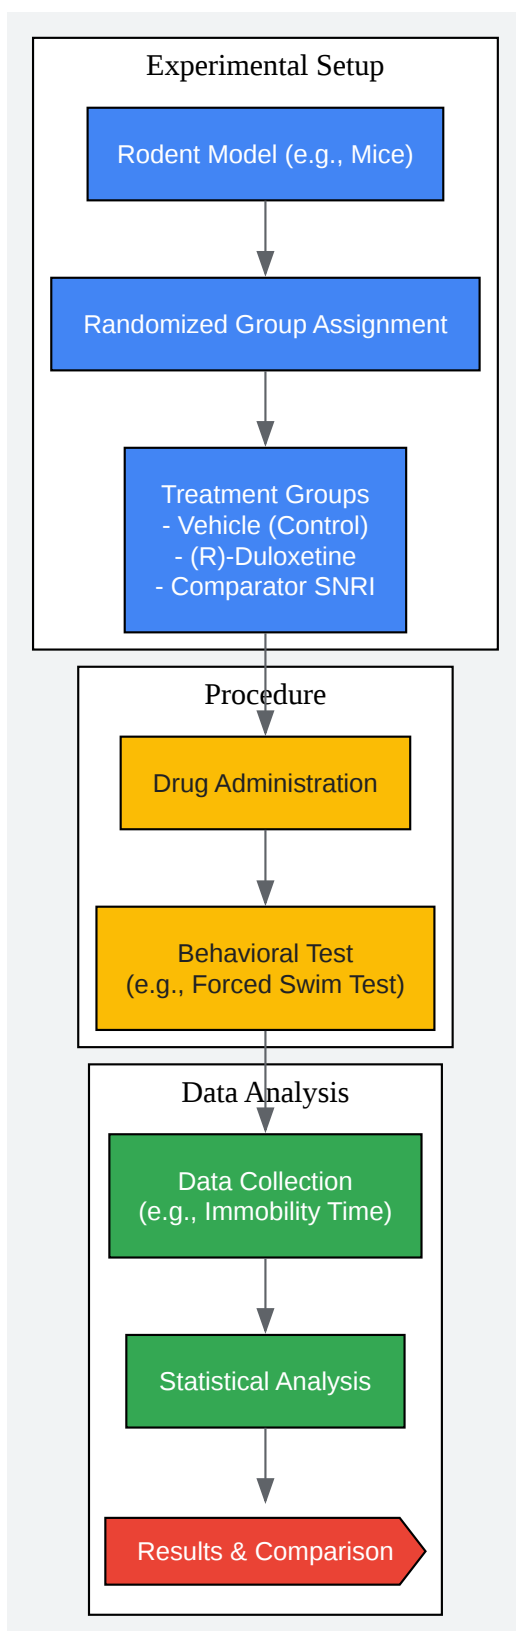 Experimental Setup
Rodent Model (e.g., Mice)
Randomized Group Assignment
Treatment Groups
- Vehicle (Control)
- (R)-Duloxetine
- Comparator SNRI
Procedure
Drug Administration
Behavioral Test
(e.g., Forced Swim Test)
Data Analysis
Data Collection
(e.g., Immobility Time)
Statistical Analysis
Results & Comparison